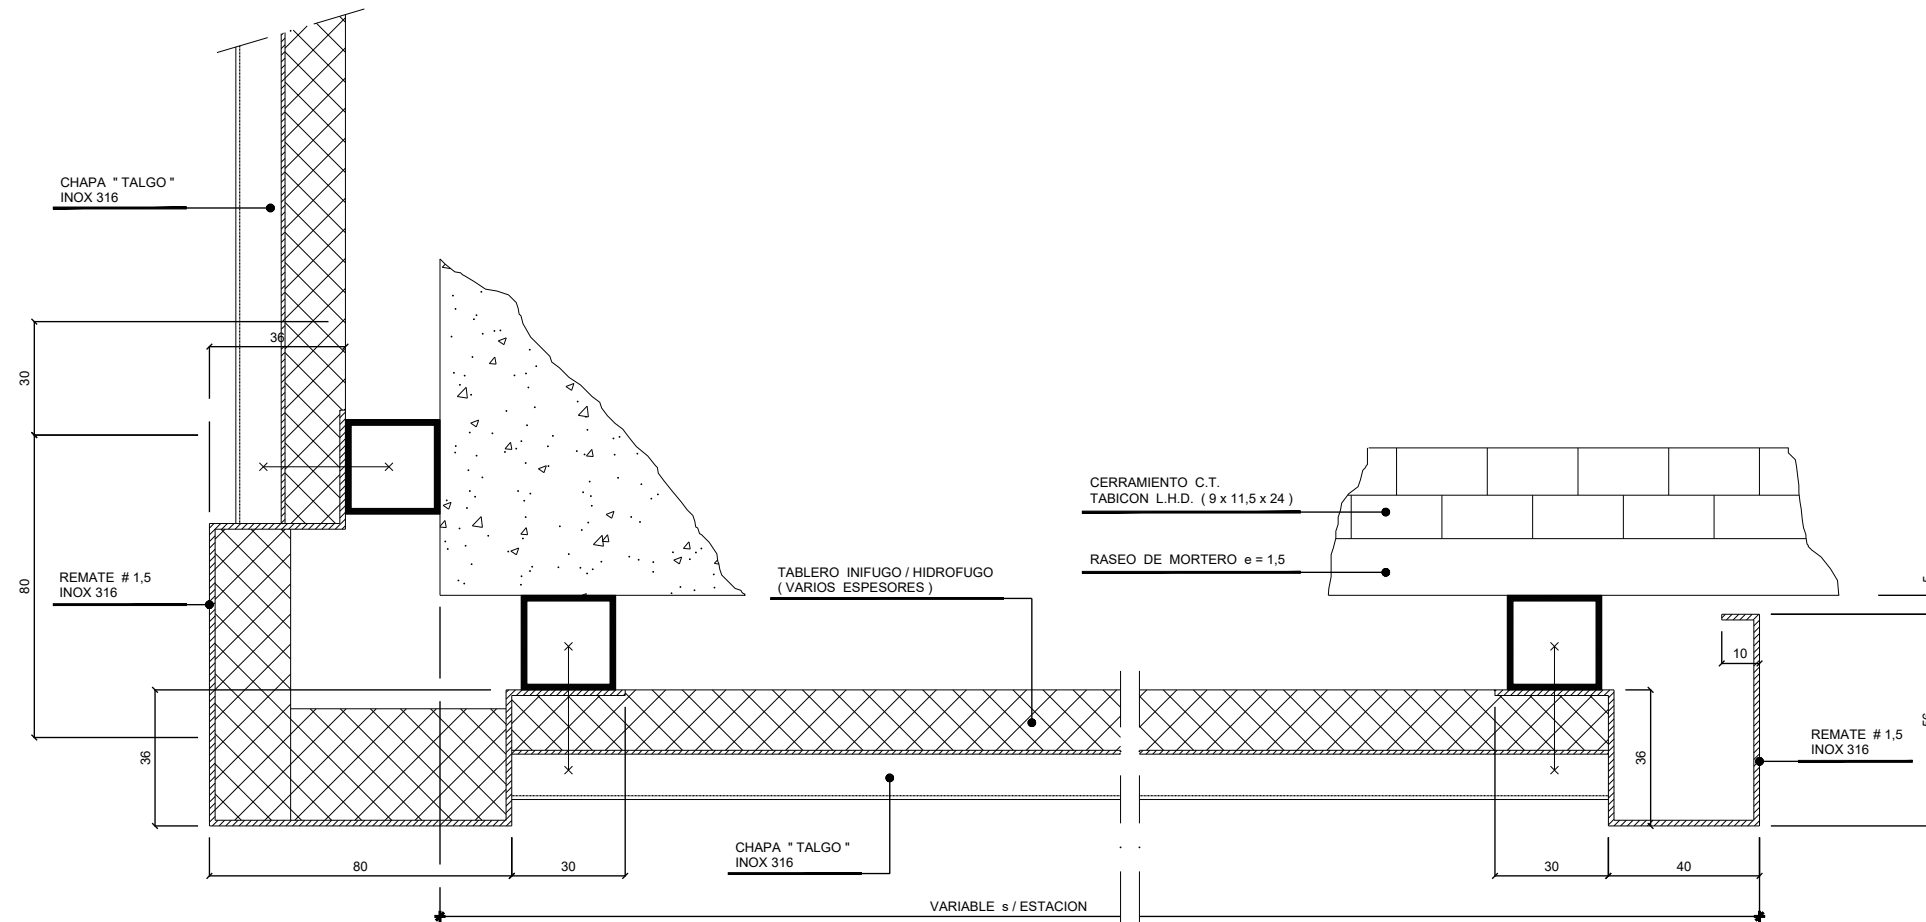 CHAPA " TALGO "
INOX 316
36
30
CERRAMIENTO C.T.
TABICON L.H.D. ( 9 x 11,5 x 24 )
RASEO DE MORTERO e = 1,5
TABLERO INIFUGO / HIDROFUGO
( VARIOS ESPESORES )
REMATE # 1,5
INOX 316
80
10
36
36
REMATE # 1,5
INOX 316
CHAPA " TALGO "
INOX 316
80
30
30
40
VARIABLE s / ESTACION